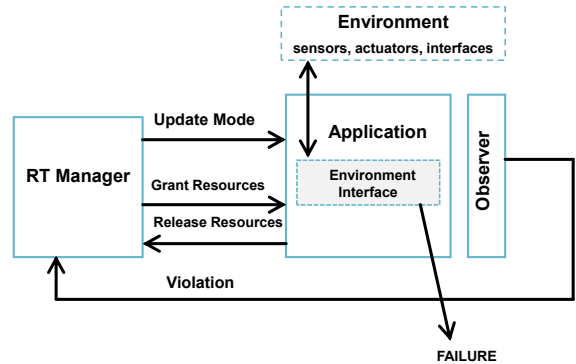 Environment
sensors, actuators, interfaces
Update Mode
Application
RT Manager
Environment
Interface
Observer
Grant Resources
Release Resources
Violation
FAILURE